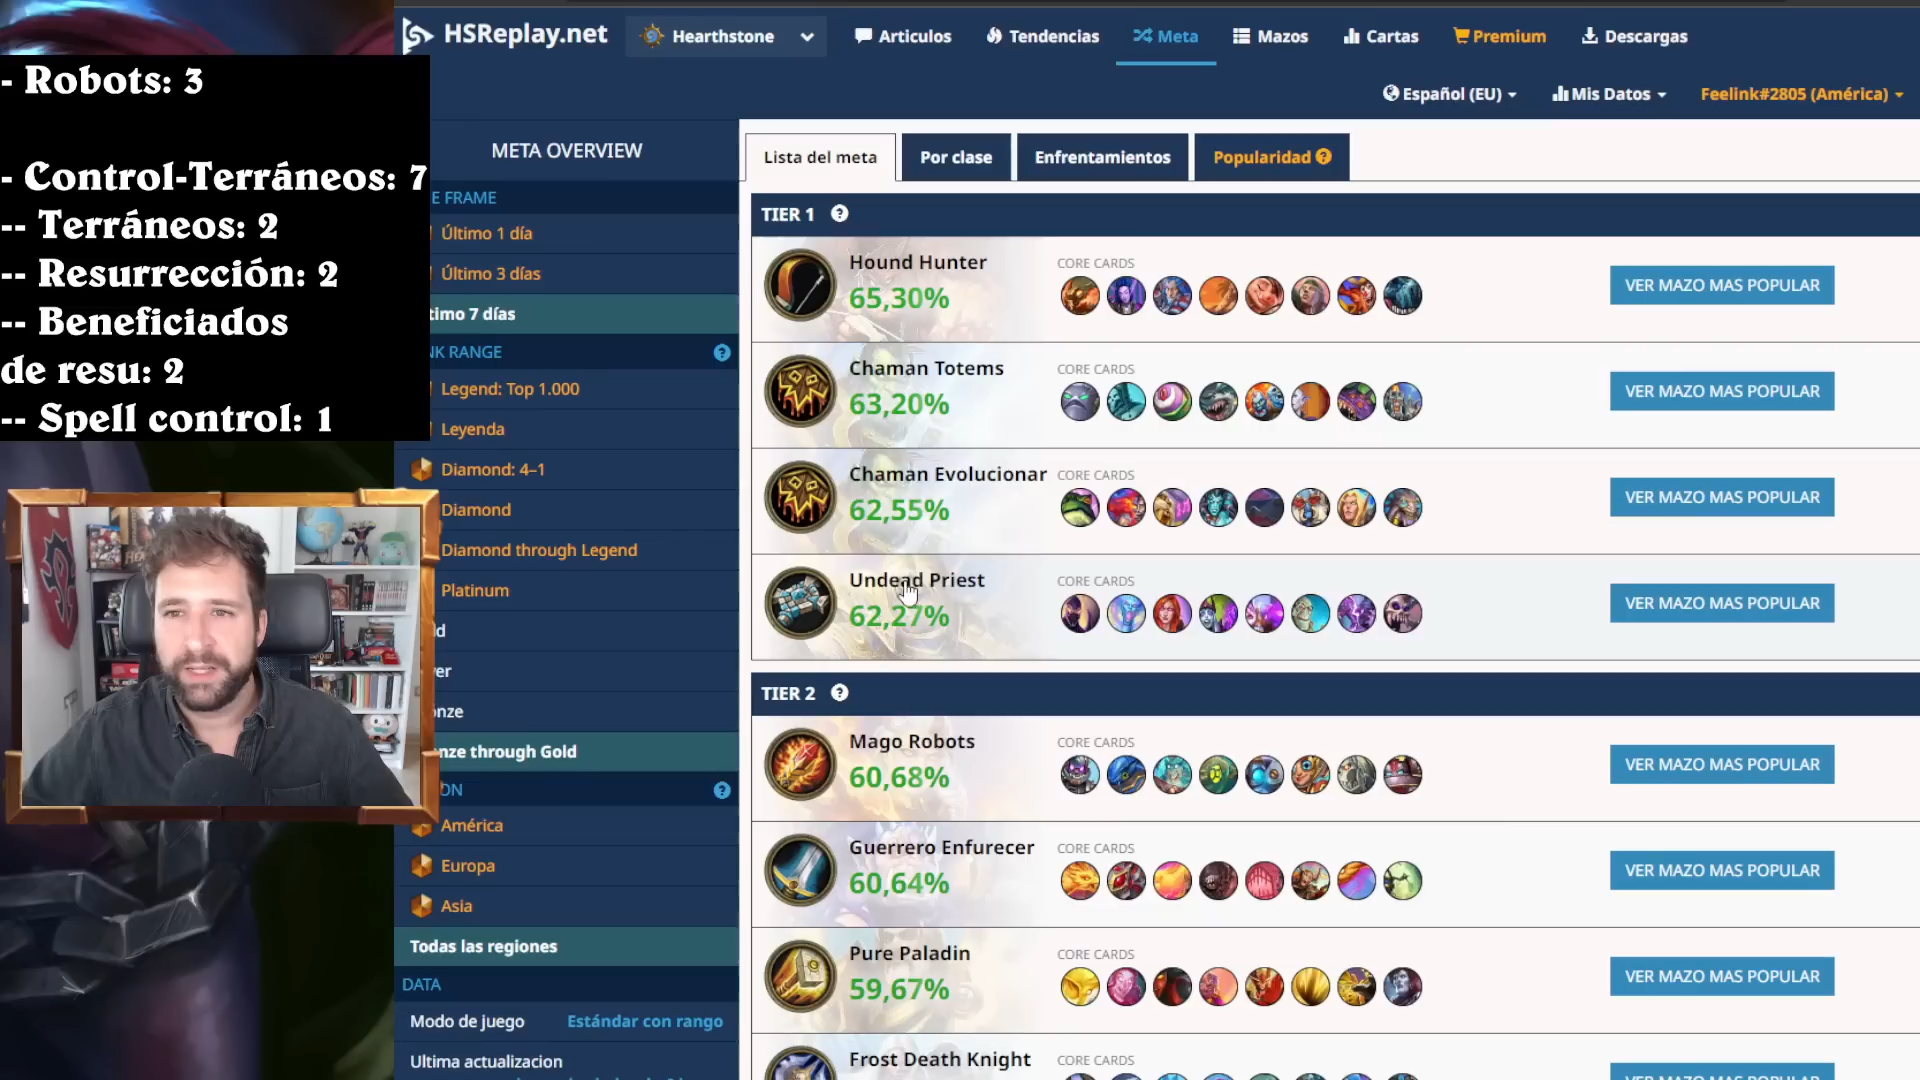 - Robots: 3
- Control-Terráneos: 7
-- Terráneos: 2
-- Resurrección: 2
-- Beneficiados
de resu: 2
-- Spell control: 1
HSReplay.net
Hearthstone
Articulos
Tendencias
Meta
Mazos
Cartas
Premium
Descargas
Español (EU)
Mis Datos
Feelink#2805 (América)
META OVERVIEW
E FRAME
Último 1 día
Último 3 días
timo 7 días
NK RANGE
Legend: Top 1.000
Leyenda
Diamond: 4–1
Diamond
Diamond through Legend
Platinum
ld
ver
onze
nze through Gold
ON
América
Europa
Asia
Todas las regiones
DATA
Modo de juego
Estándar con rango
Ultima actualizacion
Lista del meta
Por clase
Enfrentamientos
Popularidad
TIER 1
Hound Hunter
65,30%
CORE CARDS
VER MAZO MAS POPULAR
Chaman Totems
63,20%
CORE CARDS
VER MAZO MAS POPULAR
Chaman Evolucionar
62,55%
CORE CARDS
VER MAZO MAS POPULAR
Undead Priest
62,27%
CORE CARDS
VER MAZO MAS POPULAR
TIER 2
Mago Robots
60,68%
CORE CARDS
VER MAZO MAS POPULAR
Guerrero Enfurecer
60,64%
CORE CARDS
VER MAZO MAS POPULAR
Pure Paladin
59,67%
CORE CARDS
VER MAZO MAS POPULAR
Frost Death Knight
CORE CARDS